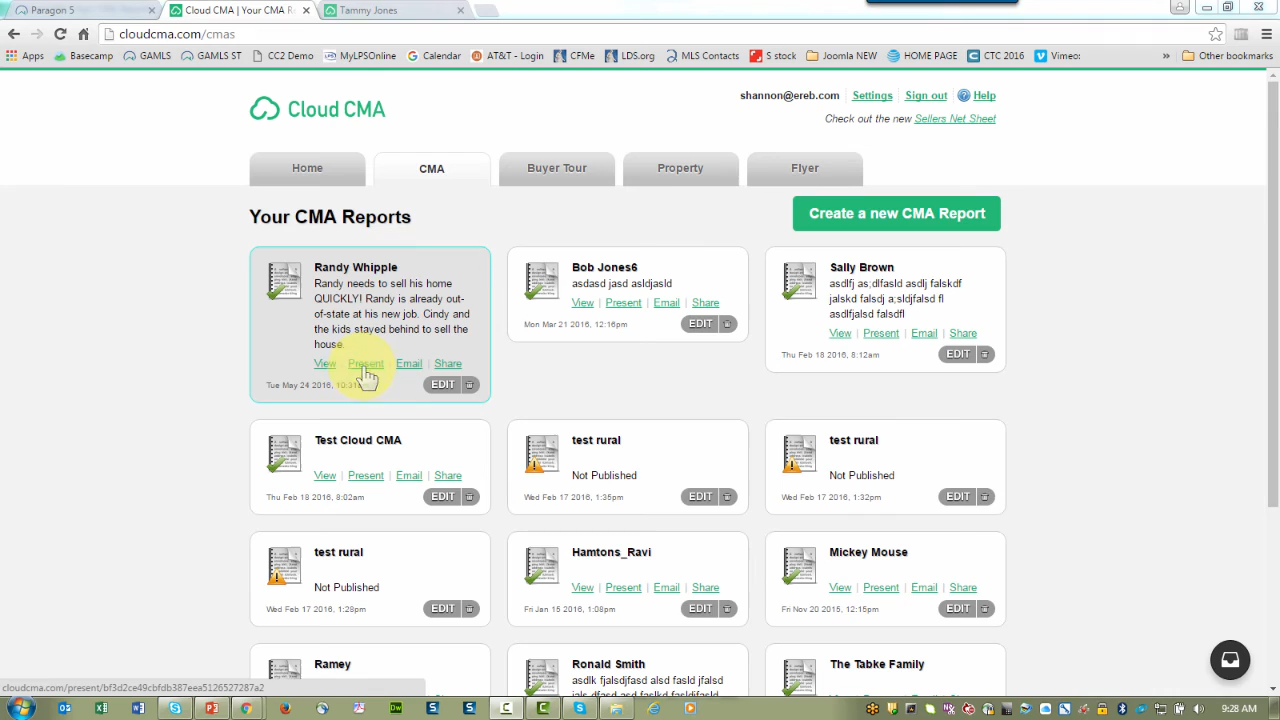 Paragon 5
Cloud CMA | Your CMA R
Tammy Jones
cloudcma.com/cmas
Apps Basecamp GAMLS GAMLS ST CC2 Demo MyLPSOnline Calendar AT&T - Login CFMe LDS.org MLS Contacts S stock Joomla NEW HOME PAGE CTC 2016 Vimeo: » Other bookmarks
Cloud CMA
shannon@ereb.com Settings Sign out Help
Check out the new Sellers Net Sheet
Home CMA Buyer Tour Property Flyer
Your CMA Reports
Create a new CMA Report
Randy Whipple
Randy needs to sell his home
QUICKLY! Randy is already out-
of-state at his new job. Cindy and
the kids stayed behind to sell the
house.
View | Present | Email | Share
Tue May 24 2016, EDIT
Bob Jones6
asdasd jasd asldjasld
View | Present | Email | Share
Mon Mar 21 2016, 12:16pm EDIT
Sally Brown
asdlfj as;dlfasld asdlj falskdf
jalskd falsdj a;sldjfalsd fl
asdlfjalsd falsdfl
View | Present | Email | Share
Thu Feb 18 2016, 8:12am EDIT
Test Cloud CMA
View | Present | Email | Share
Thu Feb 18 2016, 8:02am EDIT
test rural
Not Published
Wed Feb 17 2016, 1:35pm EDIT
test rural
Not Published
Wed Feb 17 2016, 1:32pm EDIT
test rural
Not Published
Wed Feb 17 2016, 1:28pm EDIT
Hamtons_Ravi
View | Present | Email | Share
Fri Jan 15 2016, 1:08pm EDIT
Mickey Mouse
View | Present | Email | Share
Fri Nov 20 2015, 12:15pm EDIT
Ramey
Ronald Smith
asdlk fjalsdjfasd alsd fjalsd
The Tabke Family
cloudcma.com/present/bf3d2ce49cbfdb387eea5126527287a2
9:28 AM